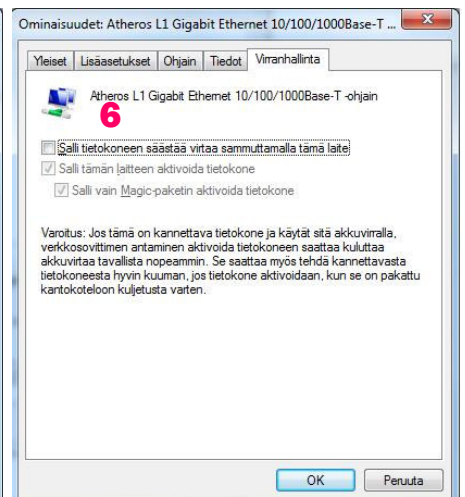 Ominaisuudet: Atheros L1 Gigabit Ethernet 10/100/1000Base-T ...
Yleiset Lisäasetukset Ohjain Tiedot Virranhallinta
Atheros L1 Gigabit Ethernet 10/100/1000Base-T -ohjain
6
Salli tietokoneen säästää virtaa sammuttamalla tämä laite
Salli tämän laitteen aktivoida tietokone
Salli vain Magic-paketin aktivoida tietokone
Varoitus: Jos tämä on kannettava tietokone ja käytät sitä akkuvirralla,
verkkosovittimen antaminen aktivoida tietokoneen saattaa kuluttaa
akkuvirtaa tavallista nopeammin. Se saattaa myös tehdä kannettavasta
tietokoneesta hyvin kuuman, jos tietokone aktivoidaan, kun se on pakattu
kantokoteloon kuljetusta varten.
OK Peruuta